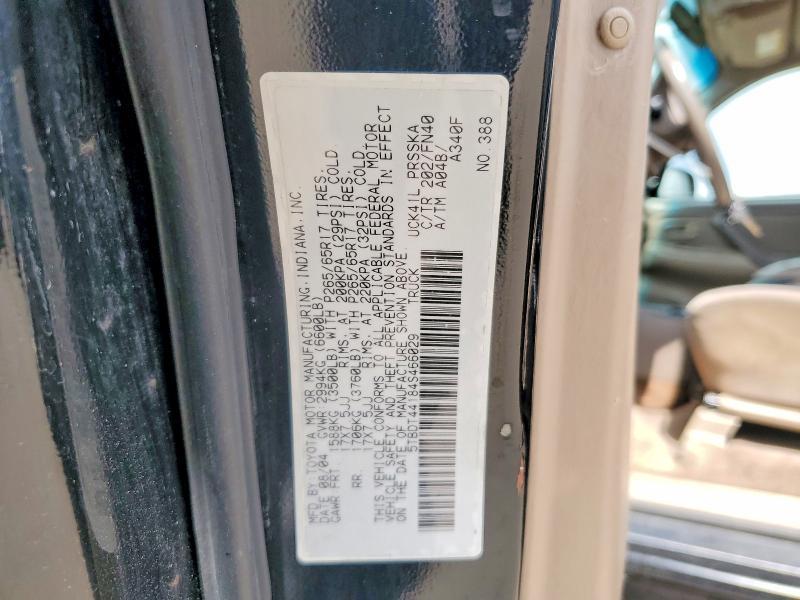 MFD BY TOYOTA MOTOR MANUFACTURING, INDIANA, INC.
DATE 08/04 GVWR 2994KG (6600LB)
GAWR FRT. 1588KG (3500LB) WITH P265/65R17 TIRES,
17X7.5JJ RIMS, AT 200KPA (29PSI) COLD
RR. 1706KG (3760LB) WITH P265/65R17 TIRES,
17X7.5JJ RIMS, AT 220KPA (32PSI) COLD
THIS VEHICLE CONFORMS TO ALL APPLICABLE FEDERAL MOTOR
VEHICLE SAFETY AND THEFT PREVENTION STANDARDS IN EFFECT
ON THE DATE OF MANUFACTURE SHOWN ABOVE
5TBDT44184S466029 TRUCK
UCK41L PRSSKA
C/TR 202/FN40
A/TM A04B/
A340F
NO. 388